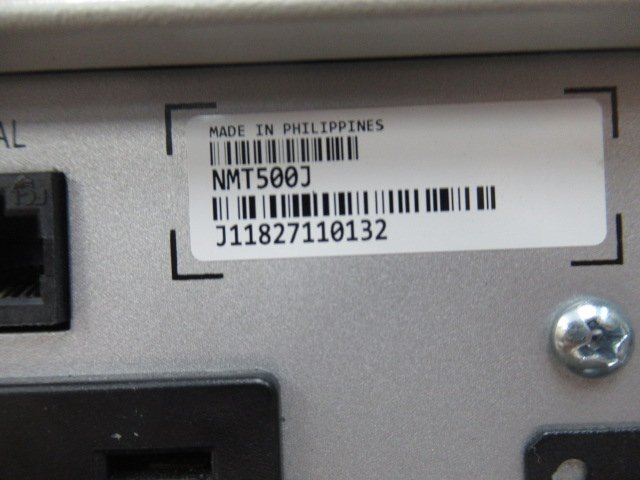 MADE IN PHILIPPINES
NMT500J
J11827110132
AL